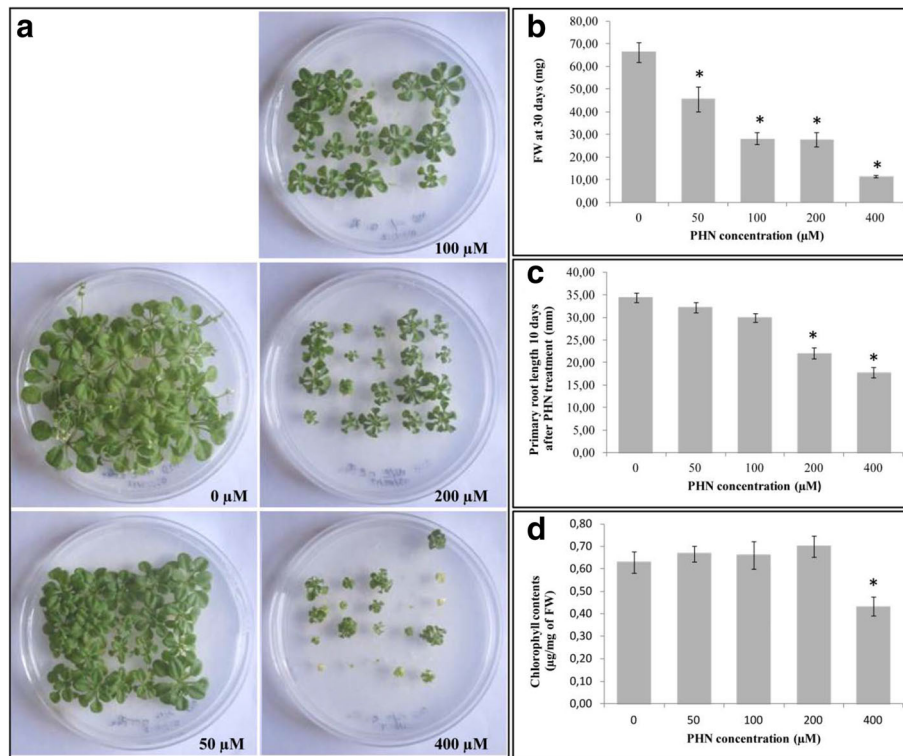 a
100 µM
0 µM
200 µM
50 µM
400 µM
b
FW at 30 days (mg)
80,00
70,00
60,00
50,00
40,00
30,00
20,00
10,00
0,00
*
*
*
*
0 50 100 200 400
PHN concentration (µM)
c
Primary root length 10 days
after PHN treatment (mm)
40,00
35,00
30,00
25,00
20,00
15,00
10,00
5,00
0,00
*
*
0 50 100 200 400
PHN concentration (µM)
d
Chlorophyll contents
(µg/mg of FW)
0,80
0,70
0,60
0,50
0,40
0,30
0,20
0,10
0,00
*
0 50 100 200 400
PHN concentration (µM)